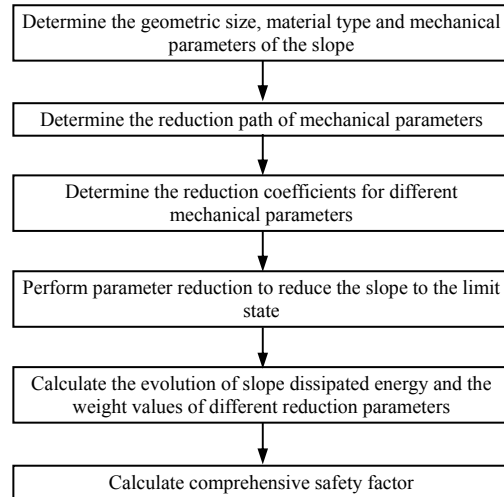 Determine the geometric size, material type and mechanical
parameters of the slope
Determine the reduction path of mechanical parameters
Determine the reduction coefficients for different
mechanical parameters
Perform parameter reduction to reduce the slope to the limit
state
Calculate the evolution of slope dissipated energy and the
weight values of different reduction parameters
Calculate comprehensive safety factor